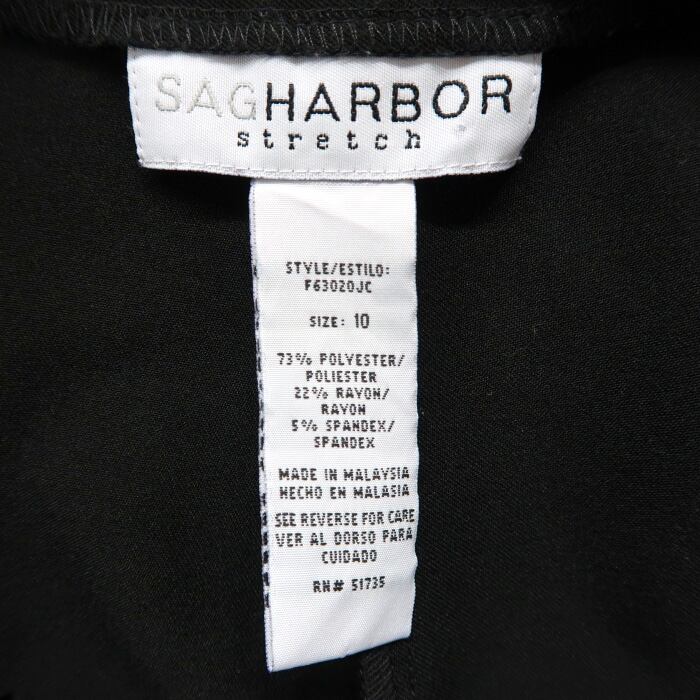 SAGHARBOR
stretch
STYLE/ESTILO:
F63020JC
SIZE: 10
73% POLYESTER/
POLIESTER
22% RAYON/
RAYON
5% SPANDEX/
SPANDEX
MADE IN MALAYSIA
HECHO EN MALASIA
SEE REVERSE FOR CARE
VER AL DORSO PARA
CUIDADO
RN# 51735